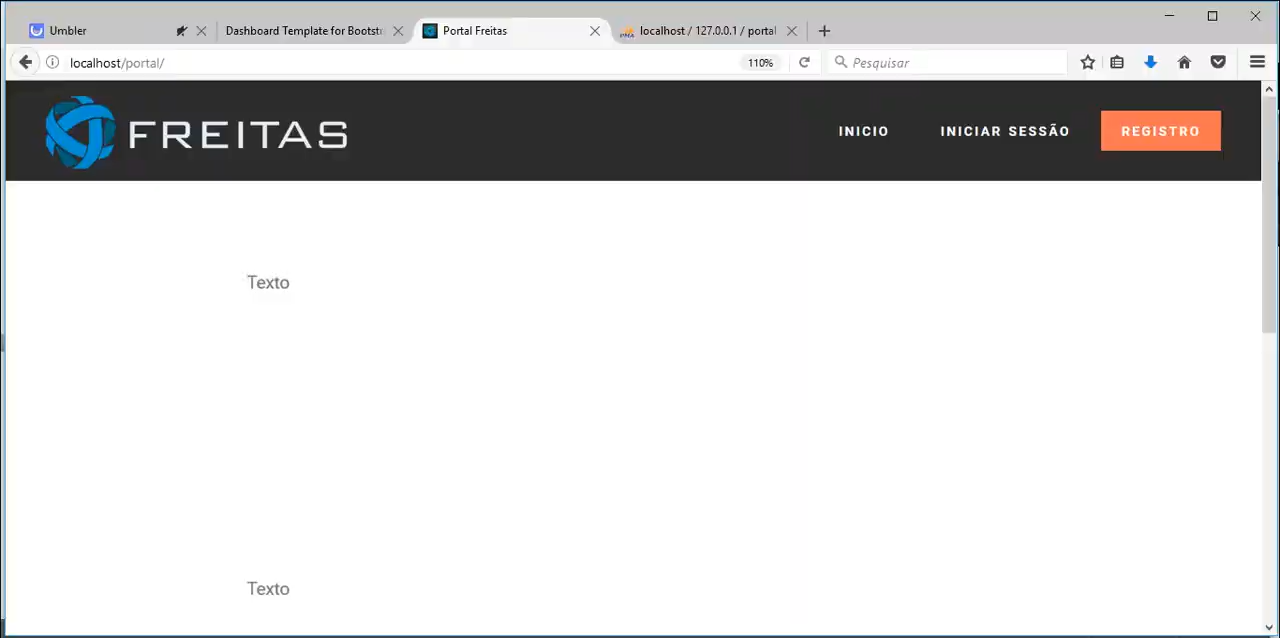 Umbler
Dashboard Template for Bootstr
Portal Freitas
localhost / 127.0.0.1 / portal
localhost/portal/
110%
Pesquisar
FREITAS
INICIO
INICIAR SESSÃO
REGISTRO
Texto
Texto